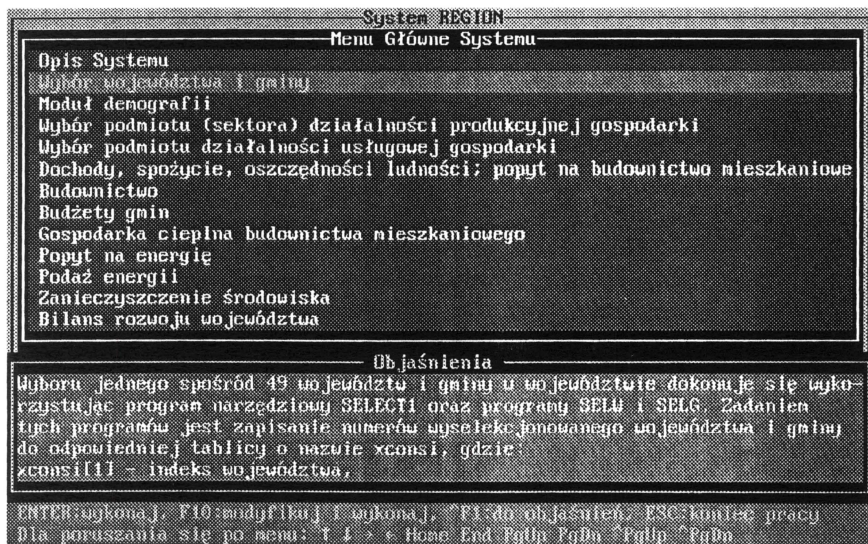 System REGION
Menu Główne Systemu
Opis Systemu
Wybór województwa i gminy
Moduł demografii
Wybór podmiotu (sektora) działalności produkcyjnej gospodarki
Wybór podmiotu działalności usługowej gospodarki
Dochody, spożycie, oszczędności ludności; popyt na budownictwo mieszkaniowe
Budownictwo
Budżety gmin
Gospodarka cieplna budownictwa mieszkaniowego
Popyt na energię
Podaż energii
Zanieczyszczenie środowiska
Bilans rozwoju województwa
Objaśnienia
Wyboru jednego spośród 49 województw i gminy w województwie dokonuje się wyko-
rzystując program narzędziowy SELECT1 oraz programy SELW i SELG. Zadaniem
tych programów jest zapisanie numerów wyselekcjonowanego województwa i gminy
do odpowiedniej tablicy o nazwie xconsi, gdzie:
xconsi[1] - indeks województwa,
ENTER:wykonaj, F10:modyfikuj i wykonaj, ^F1:do objaśnień, ESC:koniec pracy
Dla poruszania się po menu: ↑ ↓ → ← Home End PgUp PgDn ^PgUp ^PgDn